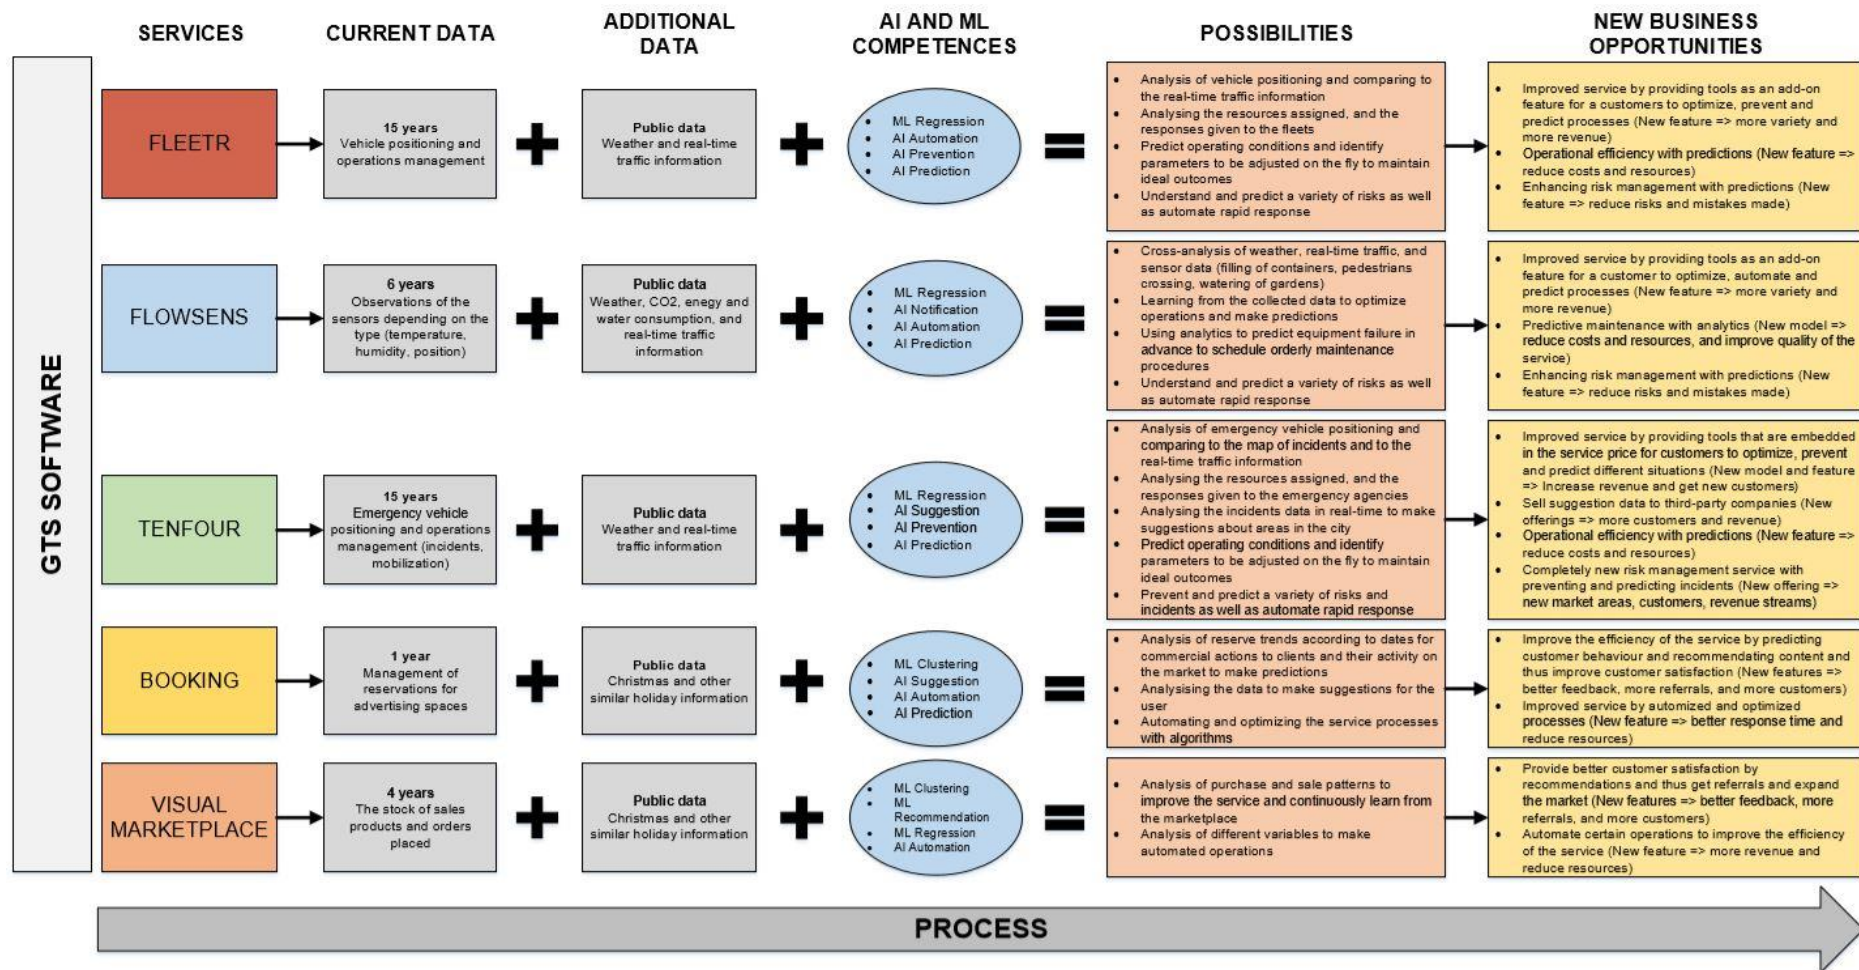 SERVICES
CURRENT DATA
ADDITIONAL
DATA
AI AND ML
COMPETENCES
POSSIBILITIES
NEW BUSINESS
OPPORTUNITIES
GTS SOFTWARE
FLEETR
15 years
Vehicle positioning and
operations management
Public data
Weather and real-time
traffic information
• ML Regression
• AI Automation
• AI Prevention
• AI Prediction
• Analysis of vehicle positioning and comparing to
the real-time traffic information
• Analysing the resources assigned, and the
responses given to the fleets
• Predict operating conditions and identify
parameters to be adjusted on the fly to maintain
ideal outcomes
• Understand and predict a variety of risks as well
as automate rapid response
• Improved service by providing tools as an add-on
feature for a customers to optimize, prevent and
predict processes (New feature => more variety and
more revenue)
• Operational efficiency with predictions (New feature =>
reduce costs and resources)
• Enhancing risk management with predictions (New
feature => reduce risks and mistakes made)
FLOWSENS
6 years
Observations of the
sensors depending on the
type (temperature,
humidity, position)
Public data
Weather, CO2, enegy and
water consumption, and
real-time traffic
information
• ML Regression
• AI Notification
• AI Automation
• AI Prediction
• Cross-analysis of weather, real-time traffic, and
sensor data (filling of containers, pedestrians
crossing, watering of gardens)
• Learning from the collected data to optimize
operations and make predictions
• Using analytics to predict equipment failure in
advance to schedule orderly maintenance
procedures
• Understand and predict a variety of risks as well
as automate rapid response
• Improved service by providing tools as an add-on
feature for a customer to optimize, automate and
predict processes (New feature => more variety and
more revenue)
• Predictive maintenance with analytics (New model =>
reduce costs and resources, and improve quality of the
service)
• Enhancing risk management with predictions (New
feature => reduce risks and mistakes made)
TENFOUR
15 years
Emergency vehicle
positioning and operations
management (incidents,
mobilization)
Public data
Weather and real-time
traffic information
• ML Regression
• AI Suggestion
• AI Prevention
• AI Prediction
• Analysis of emergency vehicle positioning and
comparing to the map of incidents and to the
real-time traffic information
• Analysing the resources assigned, and the
responses given to the emergency agencies
• Analysing the incidents data in real-time to make
suggestions about areas in the city
• Predict operating conditions and identify
parameters to be adjusted on the fly to maintain
ideal outcomes
• Prevent and predict a variety of risks and
incidents as well as automate rapid response
• Improved service by providing tools that are embedded
in the service price for customers to optimize, prevent
and predict different situations (New model and feature
=> Increase revenue and get new customers)
• Sell suggestion data to third-party companies (New
offerings => more customers and revenue)
• Operational efficiency with predictions (New feature =>
reduce costs and resources)
• Completely new risk management service with
preventing and predicting incidents (New offering =>
new market areas, customers, revenue streams)
BOOKING
1 year
Management of
reservations for
advertising spaces
Public data
Christmas and other
similar holiday information
• ML Clustering
• AI Suggestion
• AI Automation
• AI Prediction
• Analysis of reserve trends according to dates for
commercial actions to clients and their activity on
the market to make predictions
• Analysising the data to make suggestions for the
user
• Automating and optimizing the service processes
with algorithms
• Improve the efficiency of the service by predicting
customer behaviour and recommendating content and
thus improve customer satisfaction (New features =>
better feedback, more referrals, and more customers)
• Improved service by automized and optimized
processes (New feature => better response time and
reduce resources)
VISUAL
MARKETPLACE
4 years
The stock of sales
products and orders
placed
Public data
Christmas and other
similar holiday information
• ML Clustering
• ML
Recommendation
• ML Regression
• AI Automation
• Analysis of purchase and sale patterns to
improve the service and continuously learn from
the marketplace
• Analysis of different variables to make
automated operations
• Provide better customer satisfaction by
recommendations and thus get referrals and expand
the market (New features => better feedback, more
referrals, and more customers)
• Automate certain operations to improve the efficiency
of the service (New feature => more revenue and
reduce resources)
PROCESS